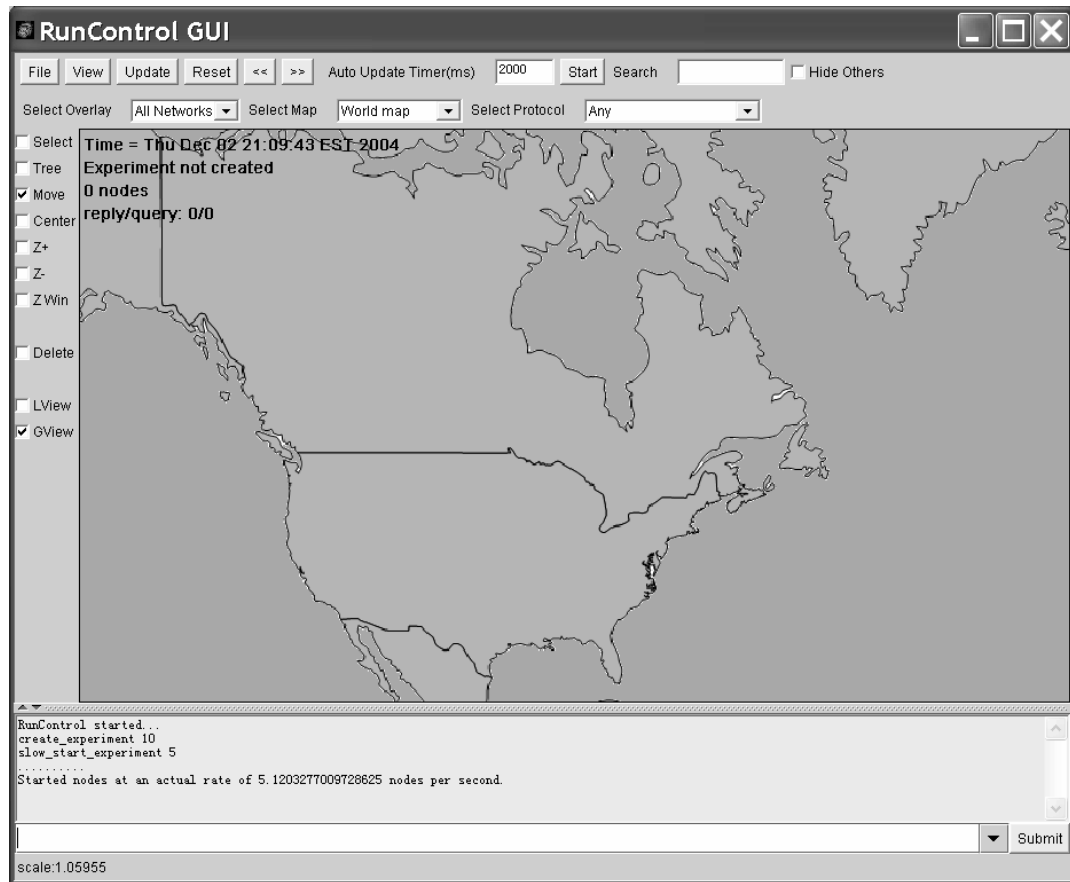 RunControl GUI
File View Update Reset << >> Auto Update Timer(ms) 2000 Start Search Hide Others
Select Overlay All Networks Select Map World map Select Protocol Any
Select
Tree
Move
Center
Z+
Z-
Z Win
Delete
LView
GView
Time = Thu Dec 02 21:09:43 EST 2004
Experiment not created
0 nodes
reply/query: 0/0
RunControl started...
create_experiment 10
slow_start_experiment 5
..........
Started nodes at an actual rate of 5.1203277009728625 nodes per second.
Submit
scale:1.05955